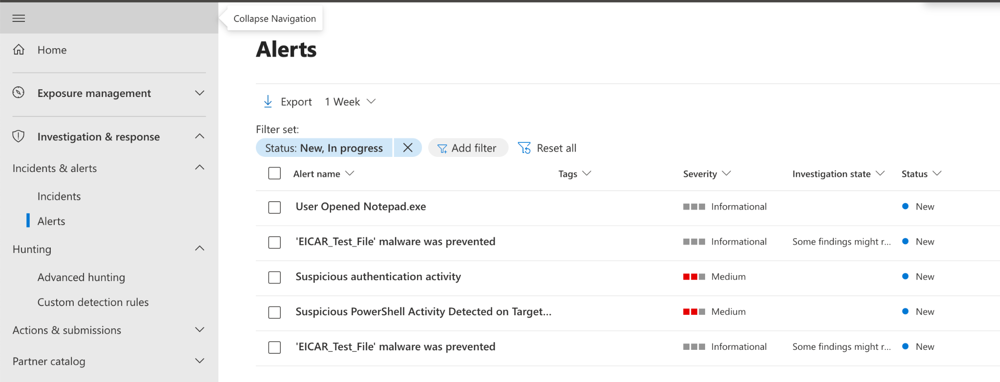 Collapse Navigation
Home
Exposure management
Investigation & response
Incidents & alerts
Incidents
Alerts
Hunting
Advanced hunting
Custom detection rules
Actions & submissions
Partner catalog
Alerts
Export 1 Week
Filter set:
Status: New, In progress Add filter Reset all
Alert name Tags Severity Investigation state Status
User Opened Notepad.exe Informational New
'EICAR_Test_File' malware was prevented Informational Some findings might r... New
Suspicious authentication activity Medium New
Suspicious PowerShell Activity Detected on Target... Medium New
'EICAR_Test_File' malware was prevented Informational Some findings might r... New